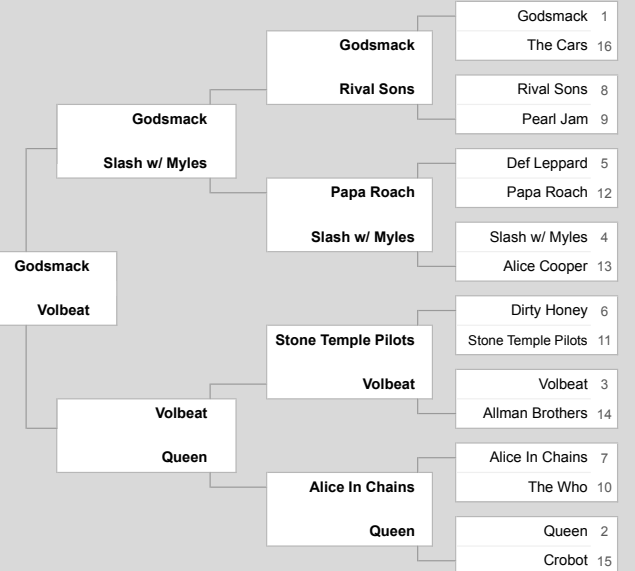 Godsmack 1
The Cars 16
Rival Sons 8
Pearl Jam 9
Def Leppard 5
Papa Roach 12
Slash w/ Myles 4
Alice Cooper 13
Dirty Honey 6
Stone Temple Pilots 11
Volbeat 3
Allman Brothers 14
Alice In Chains 7
The Who 10
Queen 2
Crobot 15
Godsmack
Rival Sons
Papa Roach
Slash w/ Myles
Stone Temple Pilots
Volbeat
Alice In Chains
Queen
Godsmack
Slash w/ Myles
Volbeat
Queen
Godsmack
Volbeat